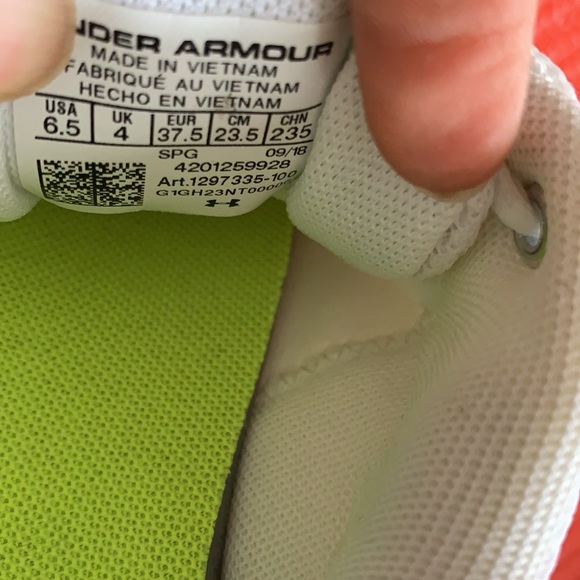 UNDER ARMOUR
MADE IN VIETNAM
FABRIQUÉ AU VIETNAM
HECHO EN VIETNAM
USA UK EUR CM CHN
6.5 4 37.5 23.5 235
SPG 09/18
4201259928
Art.1297335-100